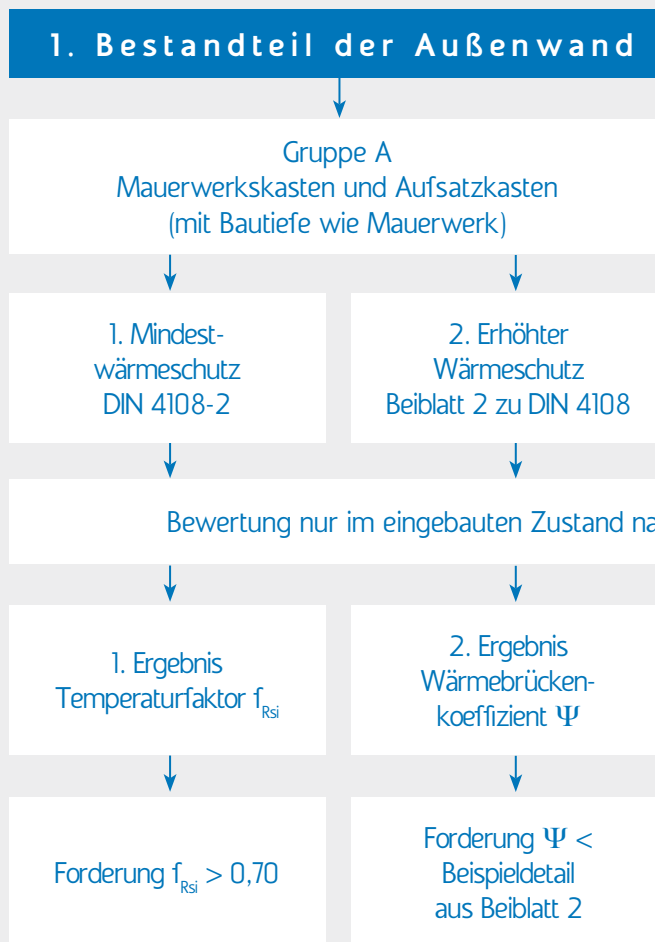 1. Bestandteil der Außenwand
Gruppe A
Mauerwerkskasten und Aufsatzkasten
(mit Bautiefe wie Mauerwerk)
1. Mindest-
wärmeschutz
DIN 4108-2
2. Erhöhter
Wärmeschutz
Beiblatt 2 zu DIN 4108
Bewertung nur im eingebauten Zustand na
1. Ergebnis
Temperaturfaktor f_Rsi
2. Ergebnis
Wärmebrücken-
koeffizient Ψ
Forderung f_Rsi > 0,70
Forderung Ψ <
Beispieldetail
aus Beiblatt 2